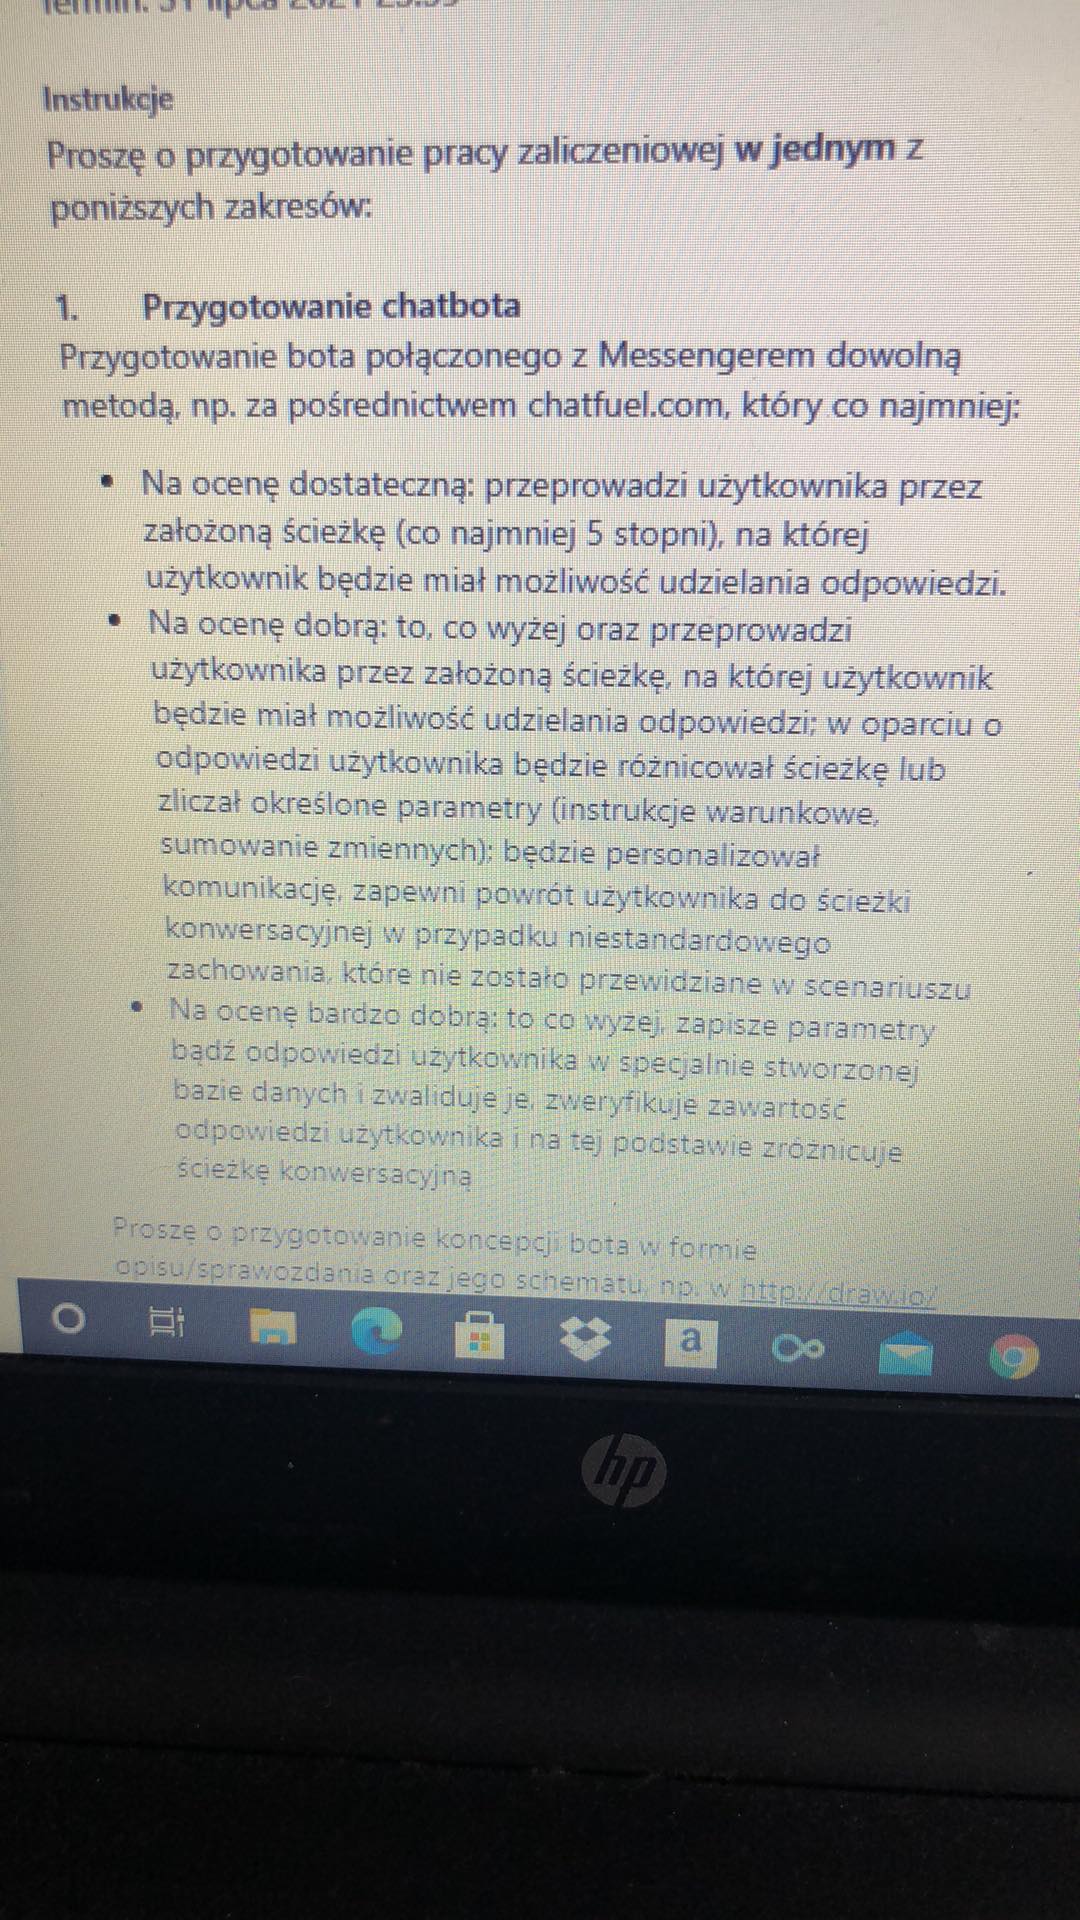 Termin: 31 lipca 2021 23:59
Instrukcje
Proszę o przygotowanie pracy zaliczeniowej w jednym z
poniższych zakresów:
1. Przygotowanie chatbota
Przygotowanie bota połączonego z Messengerem dowolną
metodą, np. za pośrednictwem chatfuel.com, który co najmniej:
• Na ocenę dostateczną: przeprowadzi użytkownika przez
założoną ścieżkę (co najmniej 5 stopni), na której
użytkownik będzie miał możliwość udzielania odpowiedzi.
• Na ocenę dobrą: to, co wyżej oraz przeprowadzi
użytkownika przez założoną ścieżkę, na której użytkownik
będzie miał możliwość udzielania odpowiedzi; w oparciu o
odpowiedzi użytkownika będzie różnicował ścieżkę lub
zliczał określone parametry (instrukcje warunkowe,
sumowanie zmiennych); będzie personalizował
komunikację, zapewni powrót użytkownika do ścieżki
konwersacyjnej w przypadku niestandardowego
zachowania, które nie zostało przewidziane w scenariuszu
• Na ocenę bardzo dobrą: to co wyżej, zapisze parametry
bądź odpowiedzi użytkownika w specjalnie stworzonej
bazie danych i zwaliduje je, zweryfikuje zawartość
odpowiedzi użytkownika i na tej podstawie zróżnicuje
ścieżkę konwersacyjną
Proszę o przygotowanie koncepcji bota w formie
opisu/sprawozdania oraz jego schematu, np. w http://draw.io/
a
hp